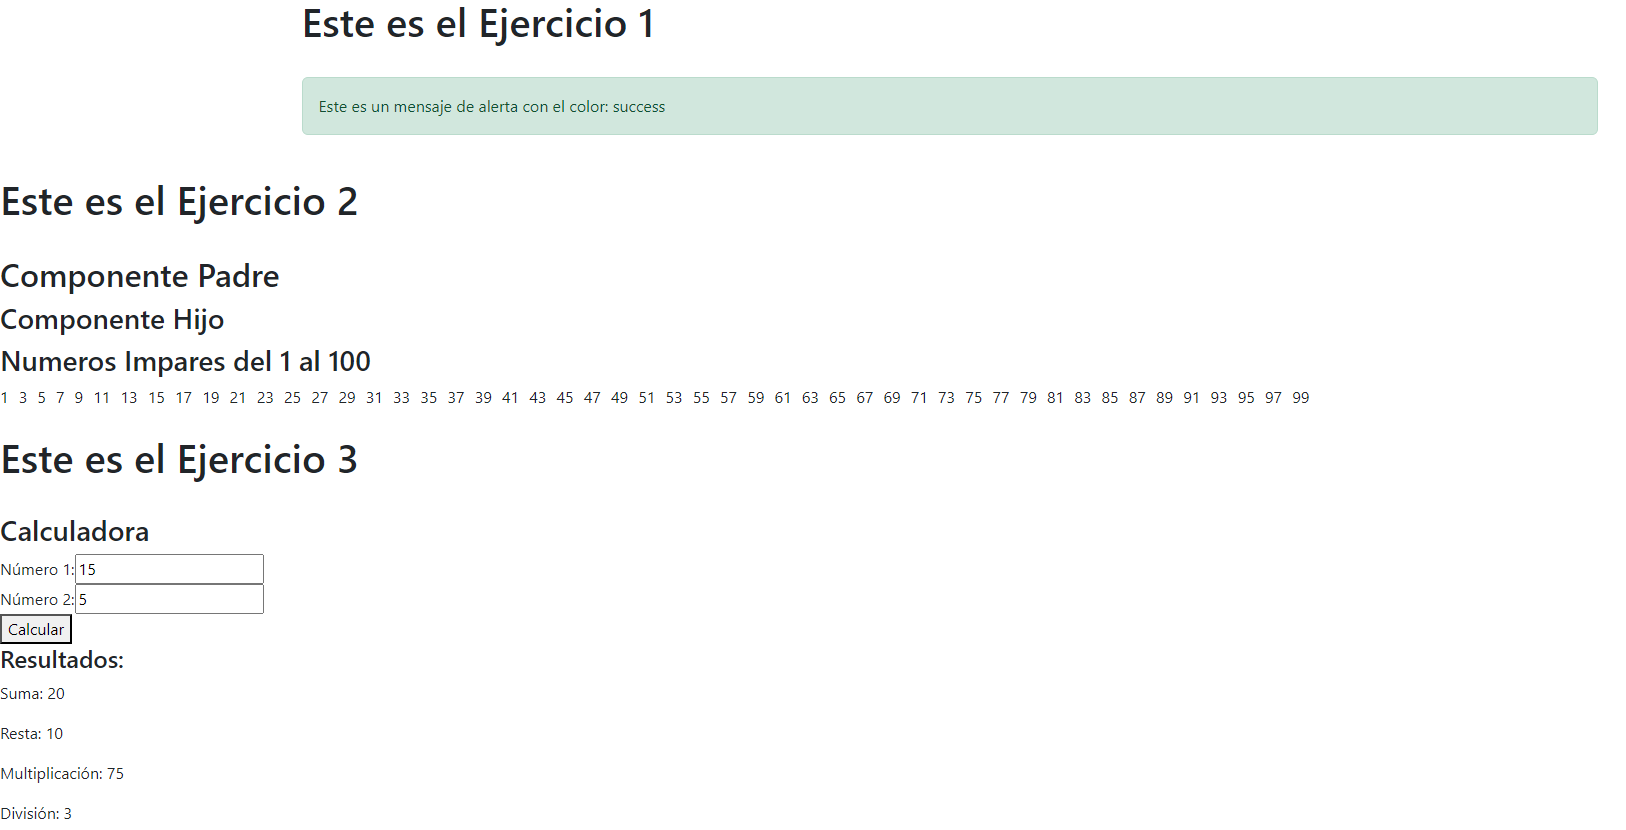 Este es el Ejercicio 1
Este es un mensaje de alerta con el color: success
Este es el Ejercicio 2
Componente Padre
Componente Hijo
Numeros Impares del 1 al 100
1 3 5 7 9 11 13 15 17 19 21 23 25 27 29 31 33 35 37 39 41 43 45 47 49 51 53 55 57 59 61 63 65 67 69 71 73 75 77 79 81 83 85 87 89 91 93 95 97 99
Este es el Ejercicio 3
Calculadora
Número 1: 15
Número 2: 5
Calcular
Resultados:
Suma: 20
Resta: 10
Multiplicación: 75
División: 3